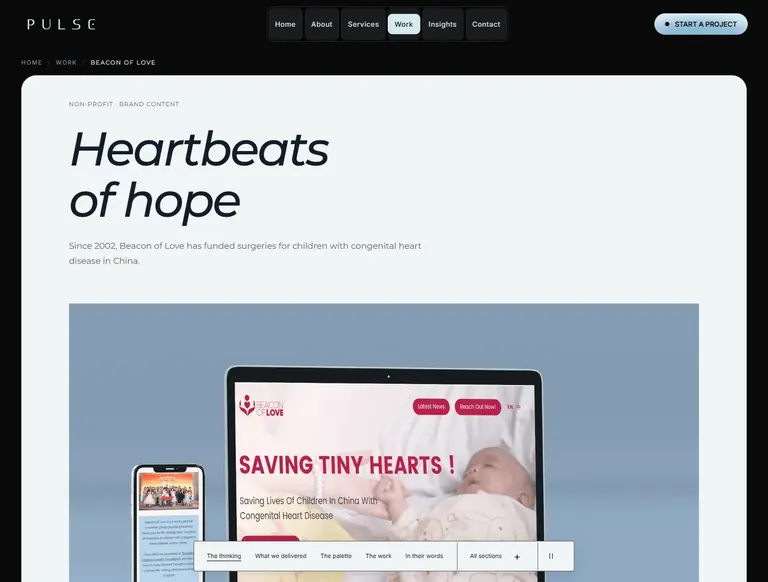 PULSE
Home
About
Services
Work
Insights
Contact
START A PROJECT
HOME / WORK / BEACON OF LOVE
NON-PROFIT · BRAND CONTENT
Heartbeats
of hope
Since 2002, Beacon of Love has funded surgeries for children with congenital heart
disease in China.
BEACON
OF LOVE
Latest News
Reach Out Now!
EN
SAVING TINY HEARTS !
Saving Lives Of Children In China With
Congenital Heart Disease
The thinking
What we delivered
The palette
The work
In their words
All sections +